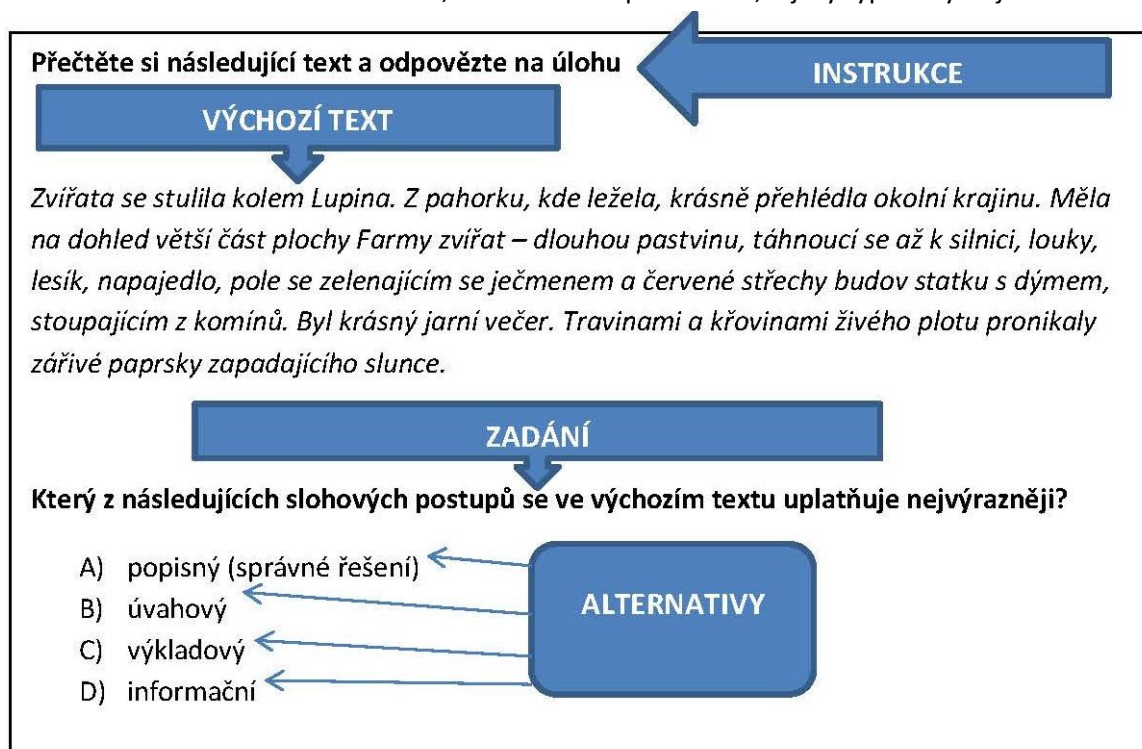 Přečtěte si následující text a odpovězte na úlohu
INSTRUKCE
VÝCHOZÍ TEXT
Zvířata se stulila kolem Lupina. Z pahorku, kde ležela, krásně přehlédla okolní krajinu. Měla
na dohled větší část plochy Farmy zvířat – dlouhou pastvinu, táhnoucí se až k silnici, louky,
lesík, napajedlo, pole se zelenajícím se ječmenem a červené střechy budov statku s dýmem,
stoupajícím z komínů. Byl krásný jarní večer. Travinami a křovinami živého plotu pronikaly
zářivé paprsky zapadajícího slunce.
ZADÁNÍ
Který z následujících slohových postupů se ve výchozím textu uplatňuje nejvýrazněji?
A) popisný (správné řešení)
B) úvahový
C) výkladový
D) informační
ALTERNATIVY